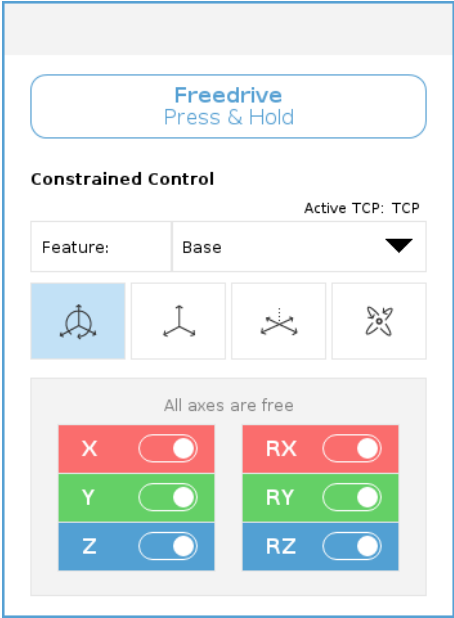 Freedrive
Press & Hold
Constrained Control
Active TCP: TCP
Feature: Base
All axes are free
X RX
Y RY
Z RZ